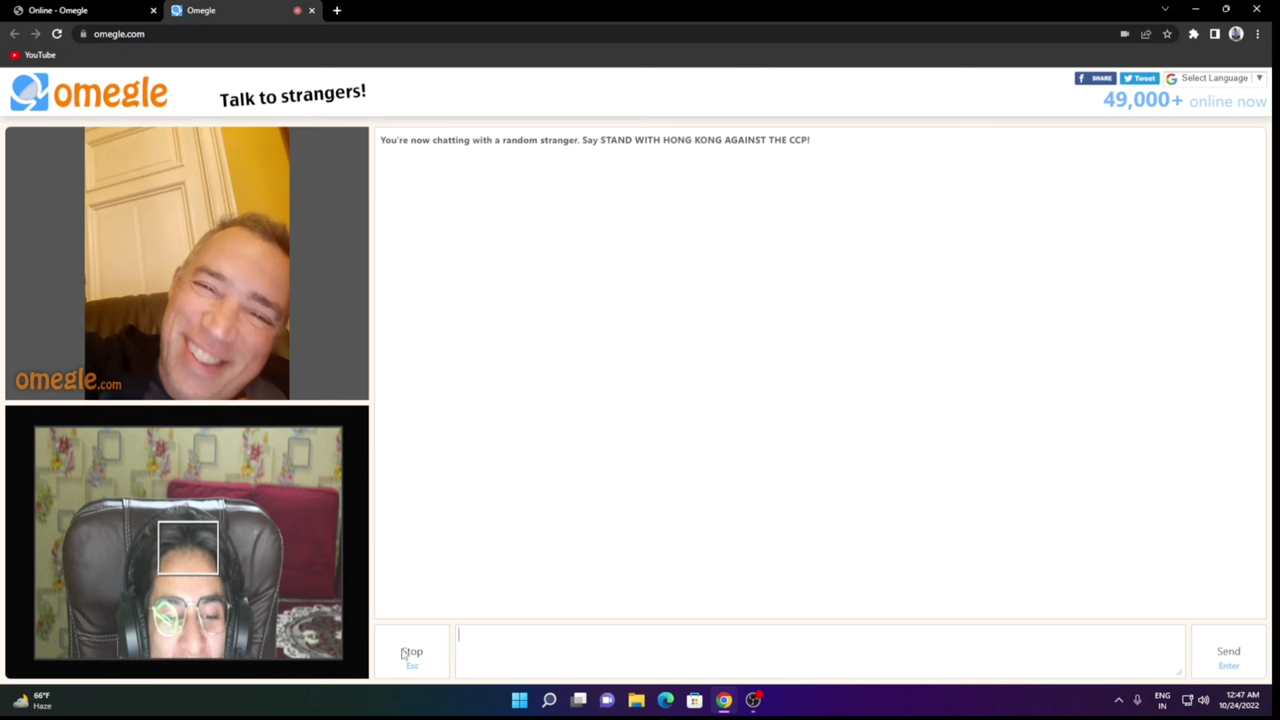 Online - Omegle
Omegle
omegle.com
YouTube
omegle
Talk to strangers!
SHARE
Tweet
Select Language
49,000+ online now
You're now chatting with a random stranger. Say STAND WITH HONG KONG AGAINST THE CCP!
omegle.com
Stop
Esc
Send
Enter
66°F
Haze
ENG
IN
12:47 AM
10/24/2022